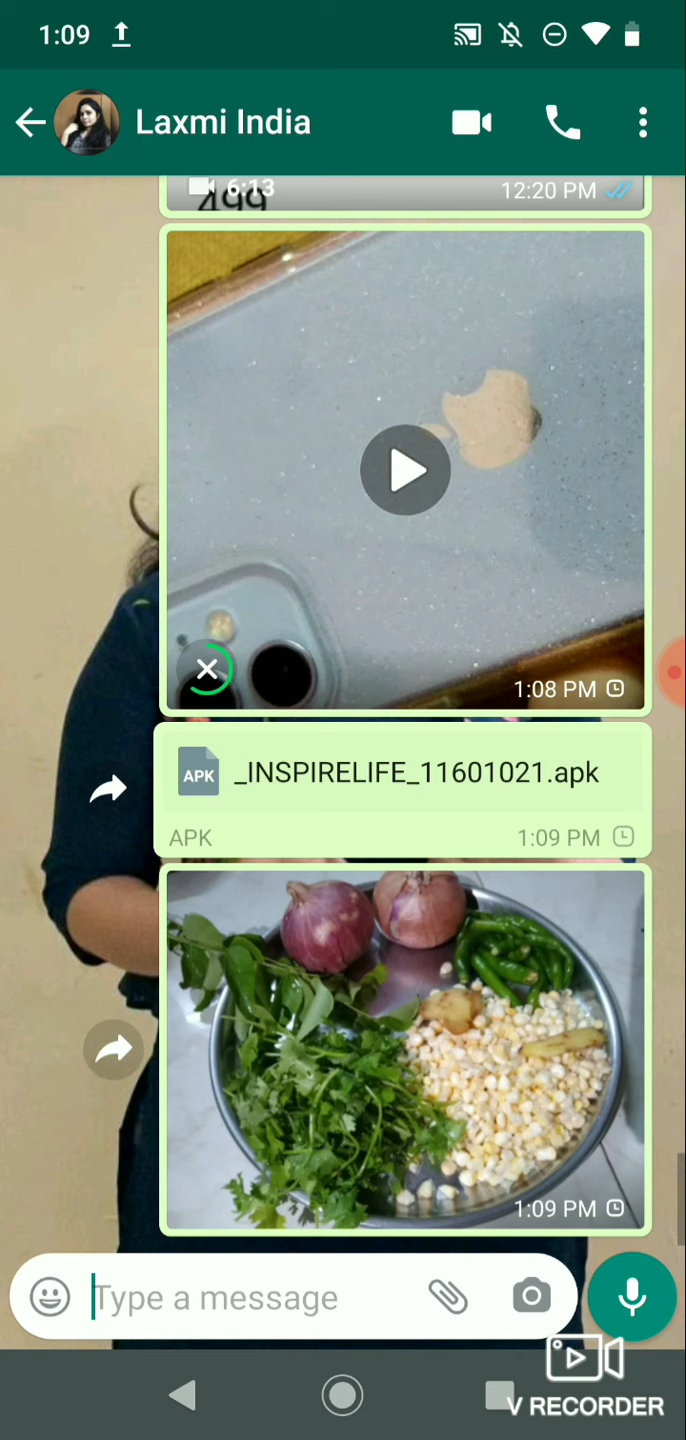 1:09
Laxmi India
6:13
499
12:20 PM
1:08 PM
APK
_INSPIRELIFE_11601021.apk
APK
1:09 PM
1:09 PM
Type a message
V RECORDER